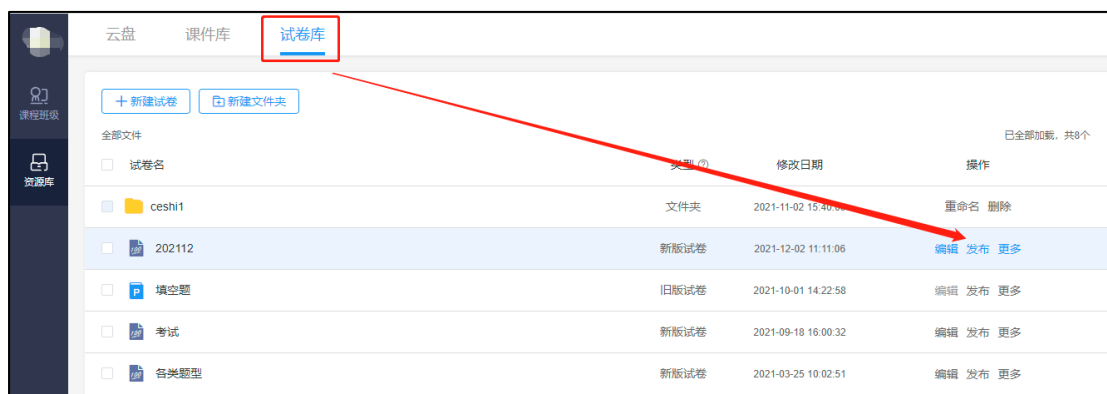 云盘 课件库 试卷库
课程班级
资源库
新建试卷 新建文件夹
全部文件 已全部加载，共8个
试卷名 类型 修改日期 操作
ceshi1 文件夹 2021-11-02 15:40: 重命名 删除
202112 新版试卷 2021-12-02 11:11:06 编辑 发布 更多
填空题 旧版试卷 2021-10-01 14:22:58 编辑 发布 更多
考试 新版试卷 2021-09-18 16:00:32 编辑 发布 更多
各类题型 新版试卷 2021-03-25 10:02:51 编辑 发布 更多